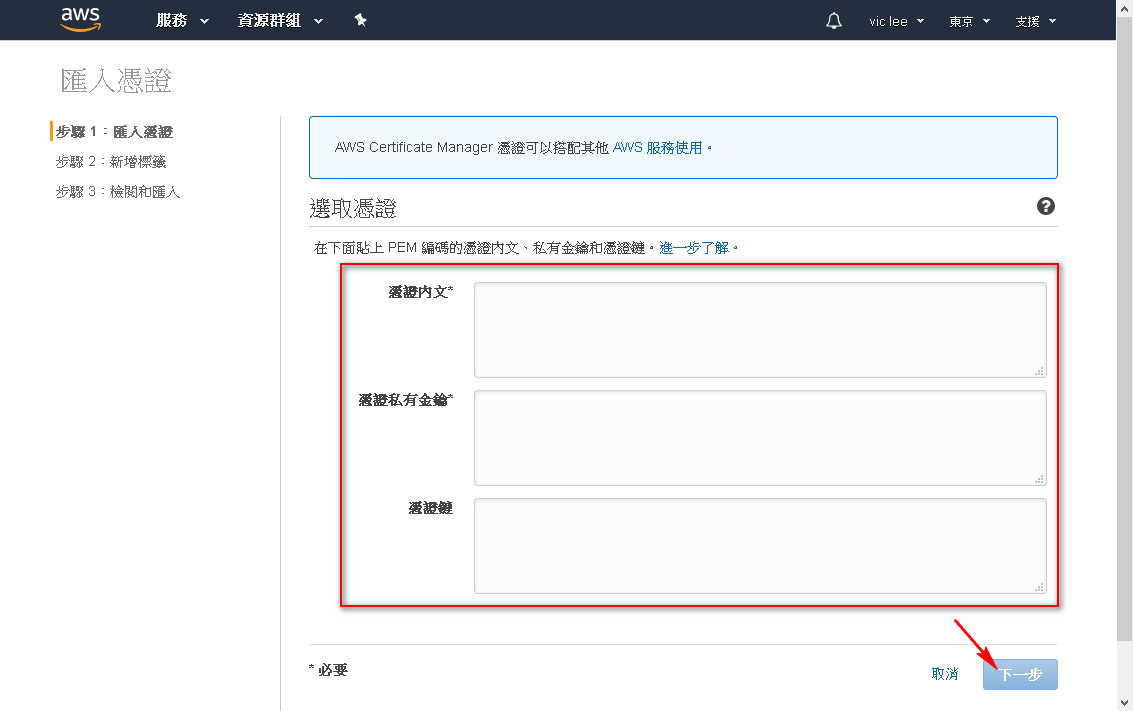 aws 服務 資源群組 vic lee 東京 支援
匯入憑證
步驟 1：匯入憑證
步驟 2：新增標籤
步驟 3：檢閱和匯入
AWS Certificate Manager 憑證可以搭配其他 AWS 服務使用。
選取憑證
在下面貼上 PEM 編碼的憑證內文、私有金鑰和憑證鏈。進一步了解。
憑證內文*
憑證私有金鑰*
憑證鏈
* 必要
取消 下一步